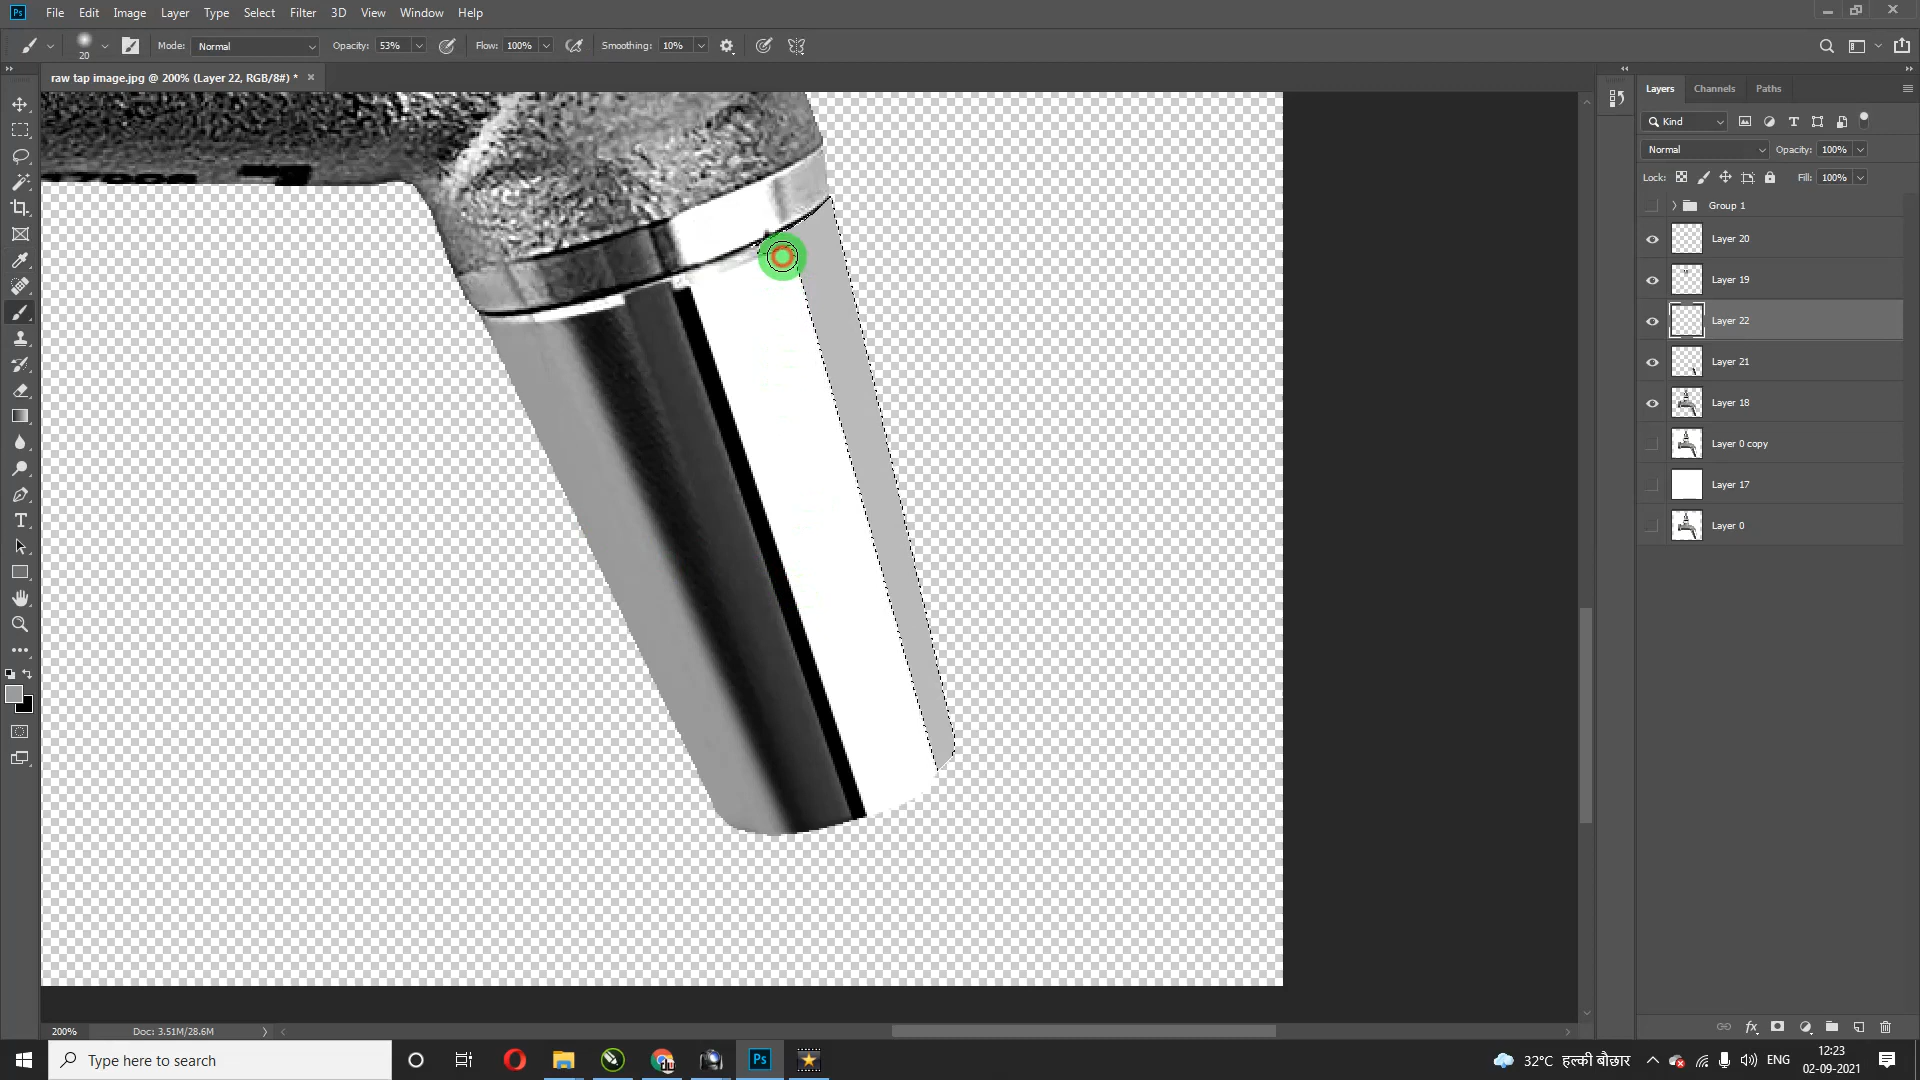 File Edit Image Layer Type Select Filter 3D View Window Help
20 Mode: Normal Opacity: 53% Flow: 100% Smoothing: 10%
raw tap image.jpg @ 200% (Layer 22, RGB/8#) *
Layers Channels Paths
Kind
Normal Opacity: 100%
Lock: Fill: 100%
Group 1
Layer 20
Layer 19
Layer 22
Layer 21
Layer 18
Layer 0 copy
Layer 17
Layer 0
200% Doc: 3.51M/28.6M
Type here to search
32°C हल्की बौछार ENG
12:23
02-09-2021